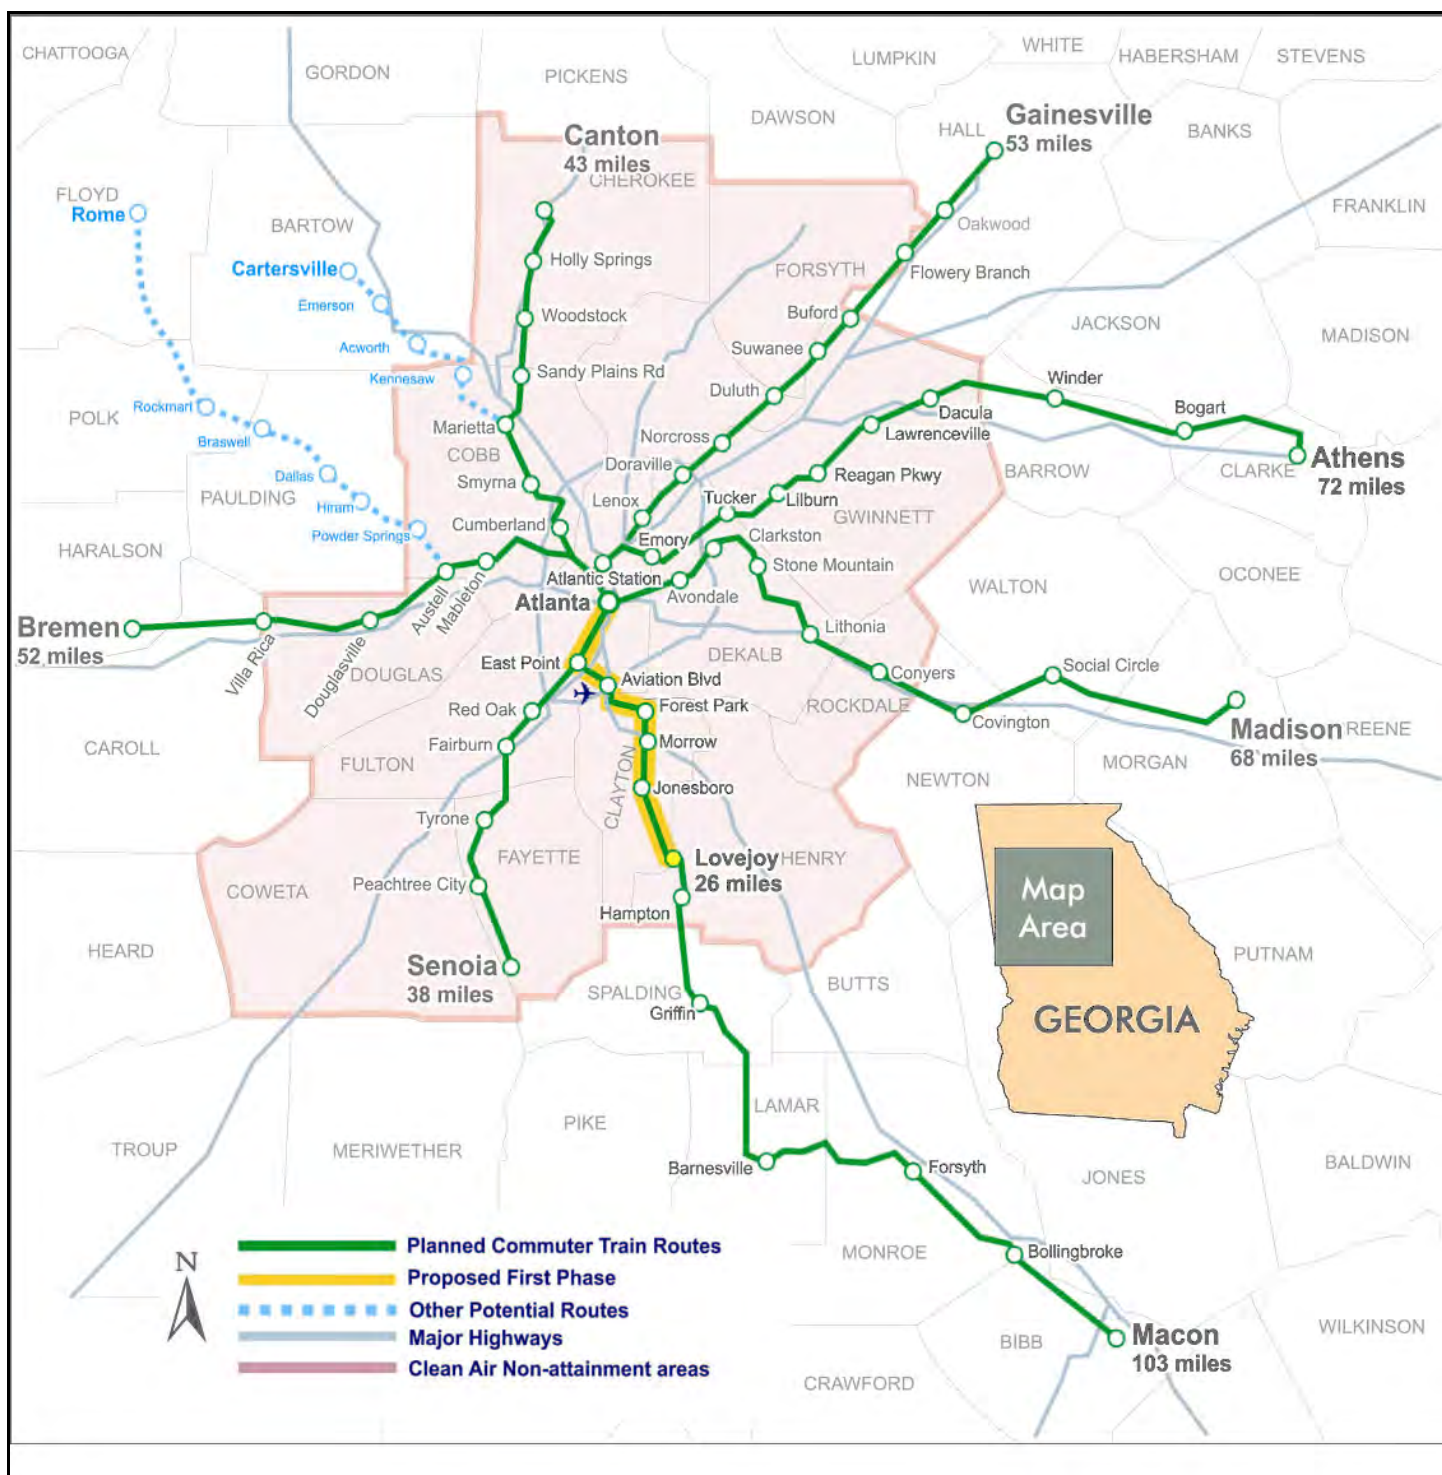 CHATTOOGA
GORDON
PICKENS
LUMPKIN
WHITE
HABERSHAM
STEVENS
DAWSON
HALL
BANKS
Gainesville
53 miles
Canton
43 miles
CHEROKEE
FLOYD
Rome
BARTOW
Cartersville
Emerson
Acworth
Kennesaw
Holly Springs
Woodstock
Sandy Plains Rd
Marietta
COBB
Smyrna
Cumberland
FORSYTH
Oakwood
Flowery Branch
Buford
Suwanee
Duluth
Norcross
Doraville
Lenox
FRANKLIN
JACKSON
MADISON
Winder
Bogart
Dacula
Lawrenceville
BARROW
CLARKE
Athens
72 miles
Reagan Pkwy
Lilburn
Tucker
GWINNETT
Emory
Clarkston
Stone Mountain
Atlantic Station
Avondale
Atlanta
POLK
Rockmart
Braswell
Dallas
PAULDING
Hiram
Powder Springs
HARALSON
Bremen
52 miles
Villa Rica
Douglasville
Austell
Mableton
DOUGLAS
WALTON
OCONEE
Lithonia
DEKALB
Conyers
ROCKDALE
Social Circle
Covington
Madison
68 miles
REENE
MORGAN
NEWTON
East Point
Aviation Blvd
Forest Park
Red Oak
Morrow
Fairburn
CLAYTON
Jonesboro
CAROLL
FULTON
Tyrone
FAYETTE
Lovejoy
26 miles
HENRY
Peachtree City
COWETA
Hampton
HEARD
Senoia
38 miles
SPALDING
Griffin
BUTTS
Map
Area
GEORGIA
PUTNAM
TROUP
MERIWETHER
PIKE
LAMAR
Barnesville
Forsyth
JONES
BALDWIN
MONROE
Bollingbroke
BIBB
Macon
103 miles
WILKINSON
CRAWFORD
N
Planned Commuter Train Routes
Proposed First Phase
Other Potential Routes
Major Highways
Clean Air Non-attainment areas